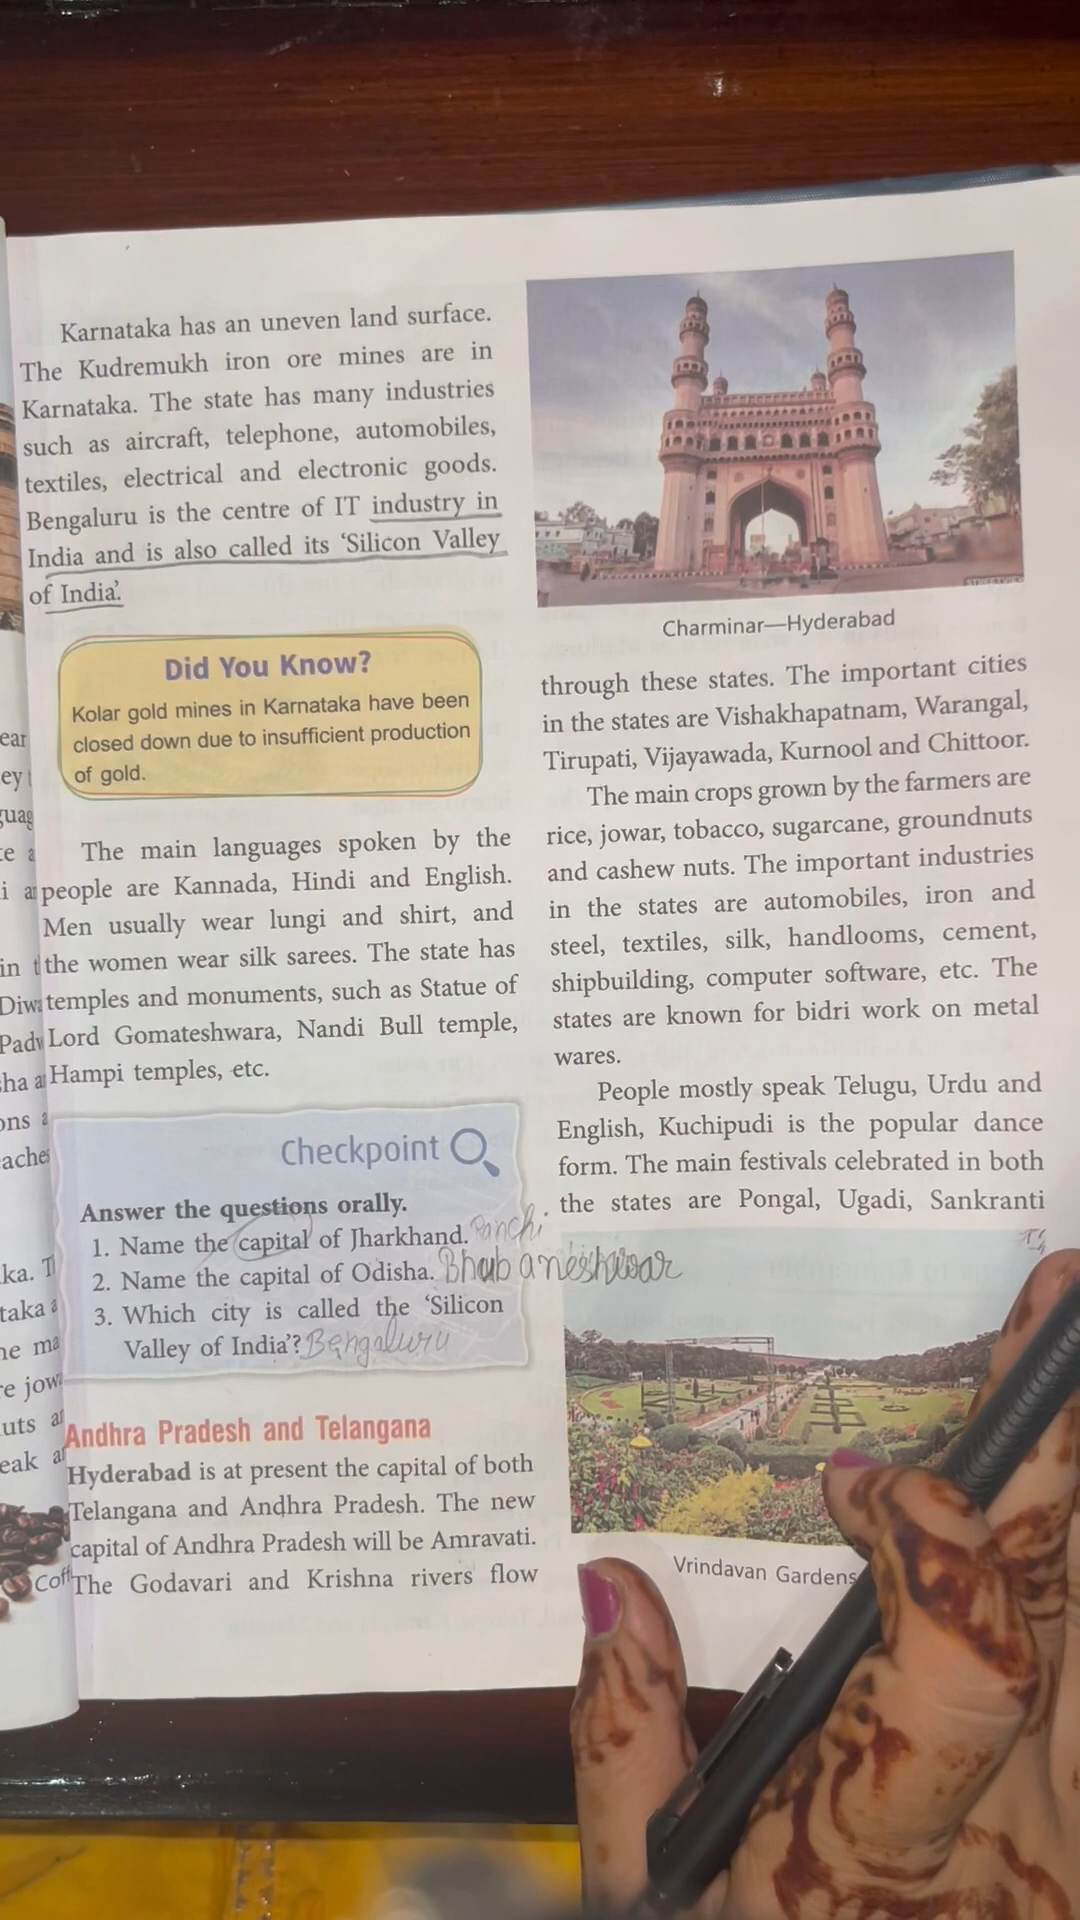 Karnataka has an uneven land surface.
The Kudremukh iron ore mines are in
Karnataka. The state has many industries
such as aircraft, telephone, automobiles,
textiles, electrical and electronic goods.
Bengaluru is the centre of IT industry in
India and is also called its ‘Silicon Valley
of India’.
Did You Know?
Kolar gold mines in Karnataka have been
closed down due to insufficient production
of gold.
The main languages spoken by the
people are Kannada, Hindi and English.
Men usually wear lungi and shirt, and
the women wear silk sarees. The state has
temples and monuments, such as Statue of
Lord Gomateshwara, Nandi Bull temple,
Hampi temples, etc.
Checkpoint
Answer the questions orally.
1. Name the capital of Jharkhand. Ranchi
2. Name the capital of Odisha. Bhubaneshwar
3. Which city is called the ‘Silicon
Valley of India’? Bengaluru
Andhra Pradesh and Telangana
Hyderabad is at present the capital of both
Telangana and Andhra Pradesh. The new
capital of Andhra Pradesh will be Amravati.
The Godavari and Krishna rivers flow
Charminar—Hyderabad
through these states. The important cities
in the states are Vishakhapatnam, Warangal,
Tirupati, Vijayawada, Kurnool and Chittoor.
The main crops grown by the farmers are
rice, jowar, tobacco, sugarcane, groundnuts
and cashew nuts. The important industries
in the states are automobiles, iron and
steel, textiles, silk, handlooms, cement,
shipbuilding, computer software, etc. The
states are known for bidri work on metal
wares.
People mostly speak Telugu, Urdu and
English, Kuchipudi is the popular dance
form. The main festivals celebrated in both
the states are Pongal, Ugadi, Sankranti
Vrindavan Gardens